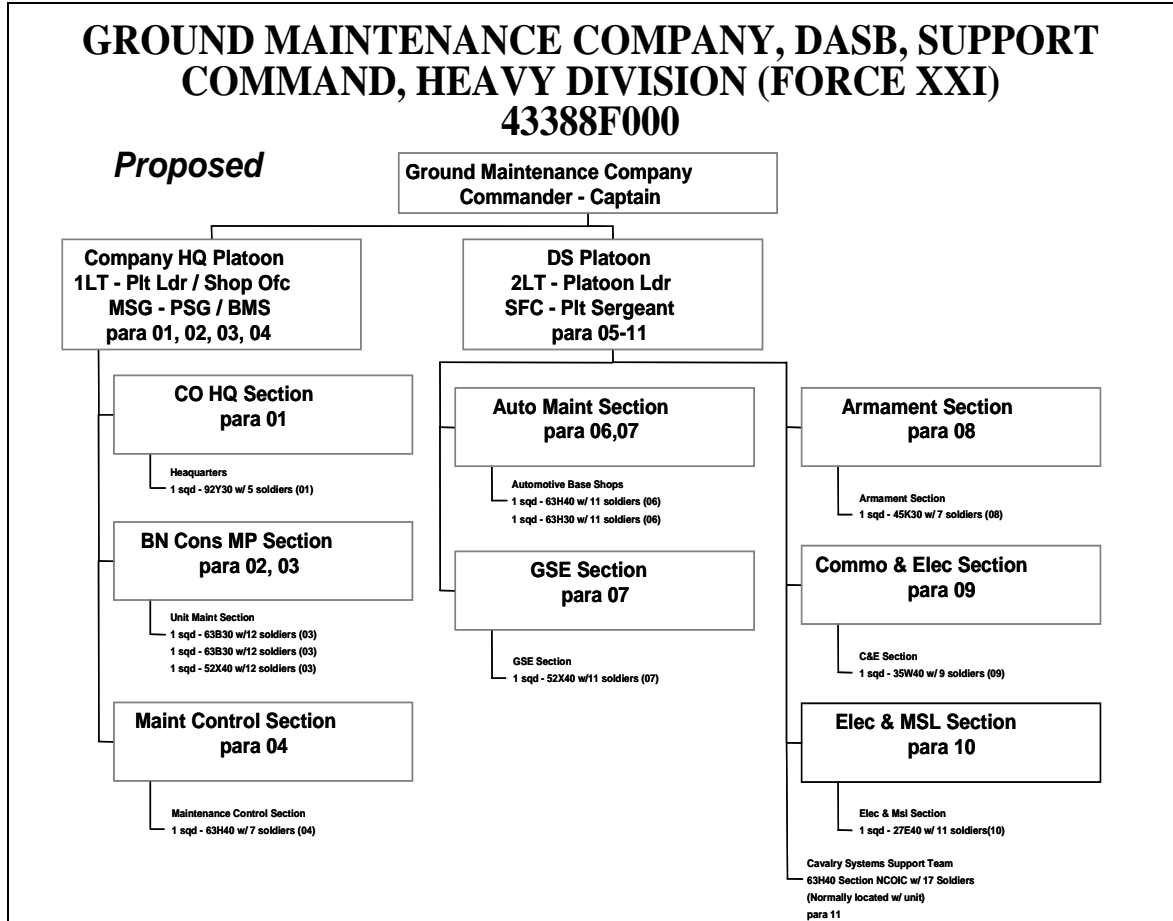 GROUND MAINTENANCE COMPANY, DASB, SUPPORT
COMMAND, HEAVY DIVISION (FORCE XXI)
43388F000
Proposed
Ground Maintenance Company
Commander - Captain
Company HQ Platoon
1LT - Plt Ldr / Shop Ofc
MSG - PSG / BMS
para 01, 02, 03, 04
CO HQ Section
para 01
Heaquarters
1 sqd - 92Y30 w/ 5 soldiers (01)
BN Cons MP Section
para 02, 03
Unit Maint Section
1 sqd - 63B30 w/12 soldiers (03)
1 sqd - 63B30 w/12 soldiers (03)
1 sqd - 52X40 w/12 soldiers (03)
Maint Control Section
para 04
Maintenance Control Section
1 sqd - 63H40 w/ 7 soldiers (04)
DS Platoon
2LT - Platoon Ldr
SFC - Plt Sergeant
para 05-11
Auto Maint Section
para 06,07
Automotive Base Shops
1 sqd - 63H40 w/ 11 soldiers (06)
1 sqd - 63H30 w/ 11 soldiers (06)
GSE Section
para 07
GSE Section
1 sqd - 52X40 w/11 soldiers (07)
Armament Section
para 08
Armament Section
1 sqd - 45K30 w/ 7 soldiers (08)
Commo & Elec Section
para 09
C&E Section
1 sqd - 35W40 w/ 9 soldiers (09)
Elec & MSL Section
para 10
Elec & Msl Section
1 sqd - 27E40 w/ 11 soldiers(10)
Cavalry Systems Support Team
63H40 Section NCOIC w/ 17 Soldiers
(Normally located w/ unit)
para 11